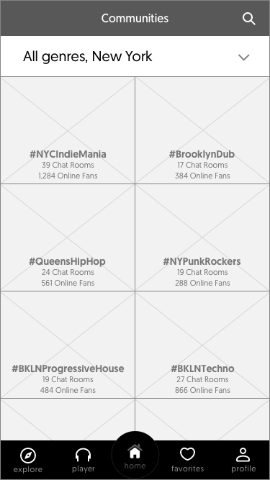 Communities
All genres, New York
#NYCIndieMania
39 Chat Rooms
1,284 Online Fans
#BrooklynDub
17 Chat Rooms
384 Online Fans
#QueensHipHop
24 Chat Rooms
561 Online Fans
#NYPunkRockers
19 Chat Rooms
288 Online Fans
#BKLNProgressiveHouse
19 Chat Rooms
484 Online Fans
#BKLNTechno
27 Chat Rooms
866 Online Fans
explore
player
home
favorites
profile